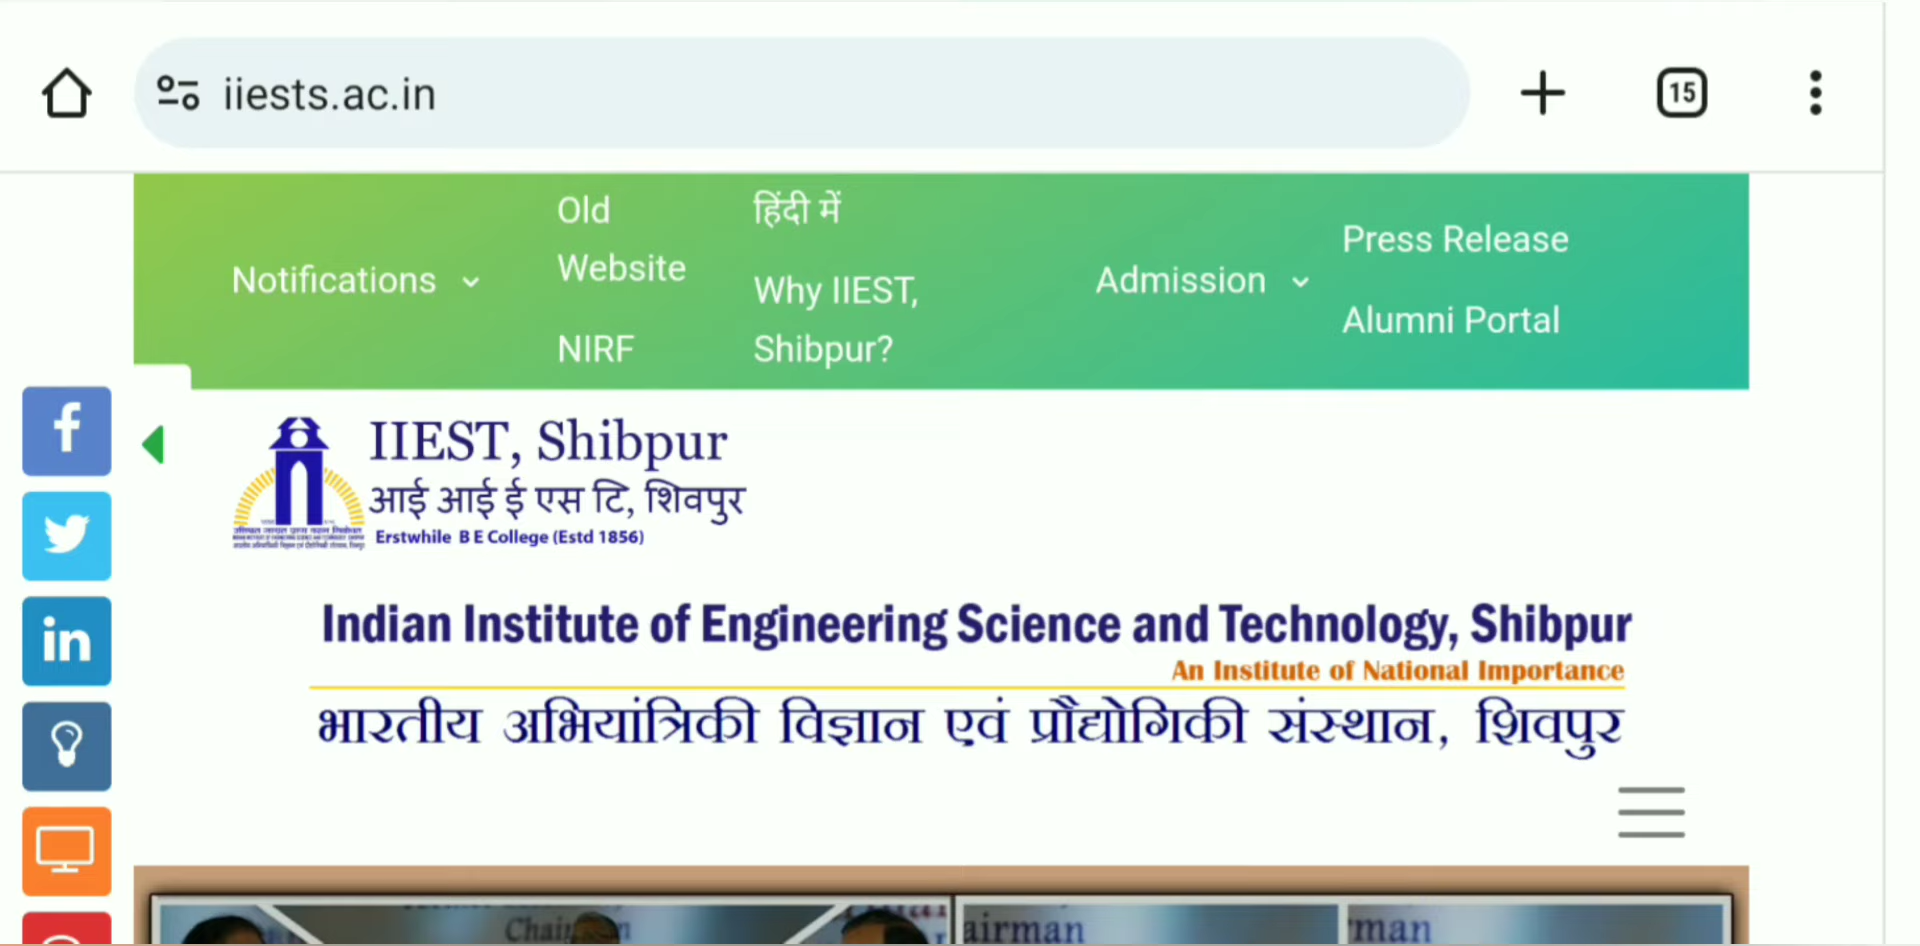 iiests.ac.in
15
Notifications
Old
Website
NIRF
हिंदी में
Why IIEST,
Shibpur?
Admission
Press Release
Alumni Portal
IIEST, Shibpur
आई आई ई एस टि, शिवपुर
Erstwhile B E College (Estd 1856)
Indian Institute of Engineering Science and Technology, Shibpur
An Institute of National Importance
भारतीय अभियांत्रिकी विज्ञान एवं प्रौद्योगिकी संस्थान, शिवपुर